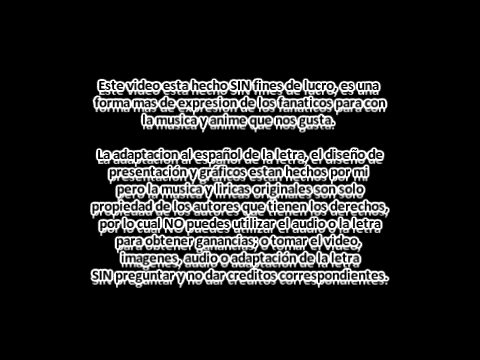 Este video esta hecho SIN fines de lucro, es una
forma mas de expresion de los fanaticos para con
la musica y anime que nos gusta.
La adaptacion al español de la letra, el diseño de
presentación y gráficos estan hechos por mí
pero la musica y liricas originales son solo
propiedad de los autores que tienen los derechos,
por lo cual NO puedes utilizar el audio o la letra
para obtener ganancias; o tomar el video,
imagenes, audio o adaptación de la letra
SIN preguntar y no dar creditos correspondientes.